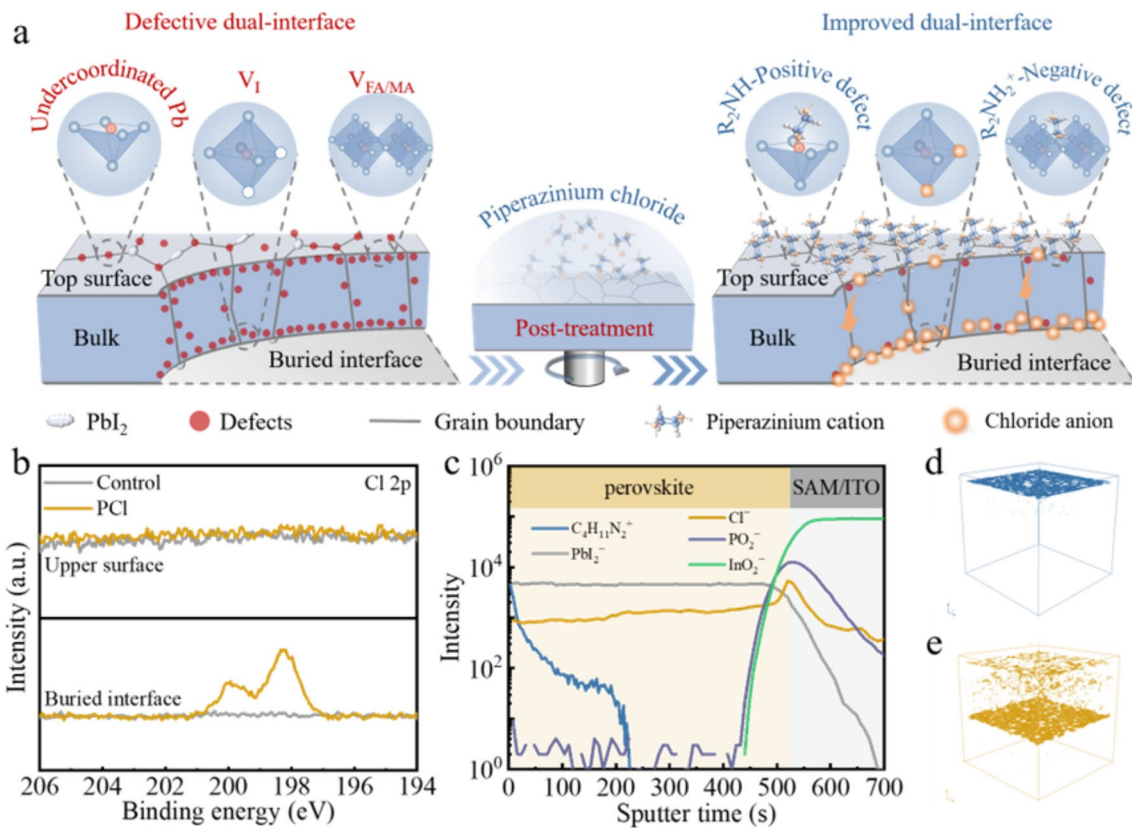 a
Defective dual-interface
Improved dual-interface
Undercoordinated Pb
V_I
V_FA/MA
R₂NH-Positive defect
R₂NH₂⁺-Negative defect
Piperazinium chloride
Top surface
Bulk
Buried interface
Post-treatment
Top surface
Bulk
Buried interface
PbI₂
Defects
Grain boundary
Piperazinium cation
Chloride anion
b
Control
PCl
Cl 2p
Upper surface
Buried interface
Intensity (a.u.)
206 204 202 200 198 196 194
Binding energy (eV)
c
perovskite
SAM/ITO
C₄H₁₁N₂⁺
PbI₂⁻
Cl⁻
PO₂⁻
InO₂⁻
Intensity
10⁶
10⁴
10²
10⁰
0 100 200 300 400 500 600 700
Sputter time (s)
d
e